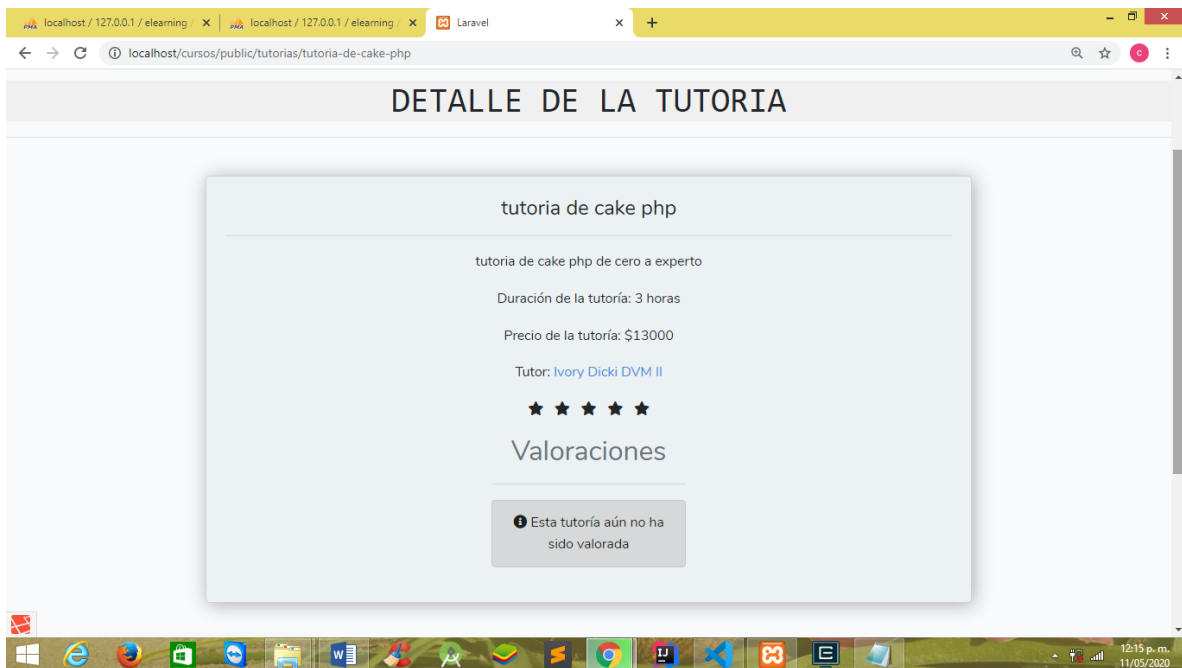 localhost / 127.0.0.1 / elearning /
localhost / 127.0.0.1 / elearning /
Laravel
localhost/cursos/public/tutorias/tutoria-de-cake-php
c
DETALLE DE LA TUTORIA
tutoria de cake php
tutoria de cake php de cero a experto
Duración de la tutoría: 3 horas
Precio de la tutoría: $13000
Tutor: Ivory Dicki DVM II
Valoraciones
Esta tutoría aún no ha
sido valorada
12:15 p. m.
11/05/2020